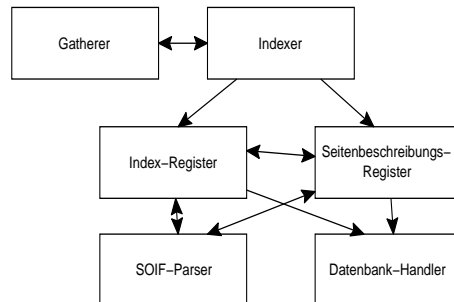 Gatherer
Indexer
Index−Register
Seitenbeschreibungs−
Register
SOIF−Parser
Datenbank−Handler